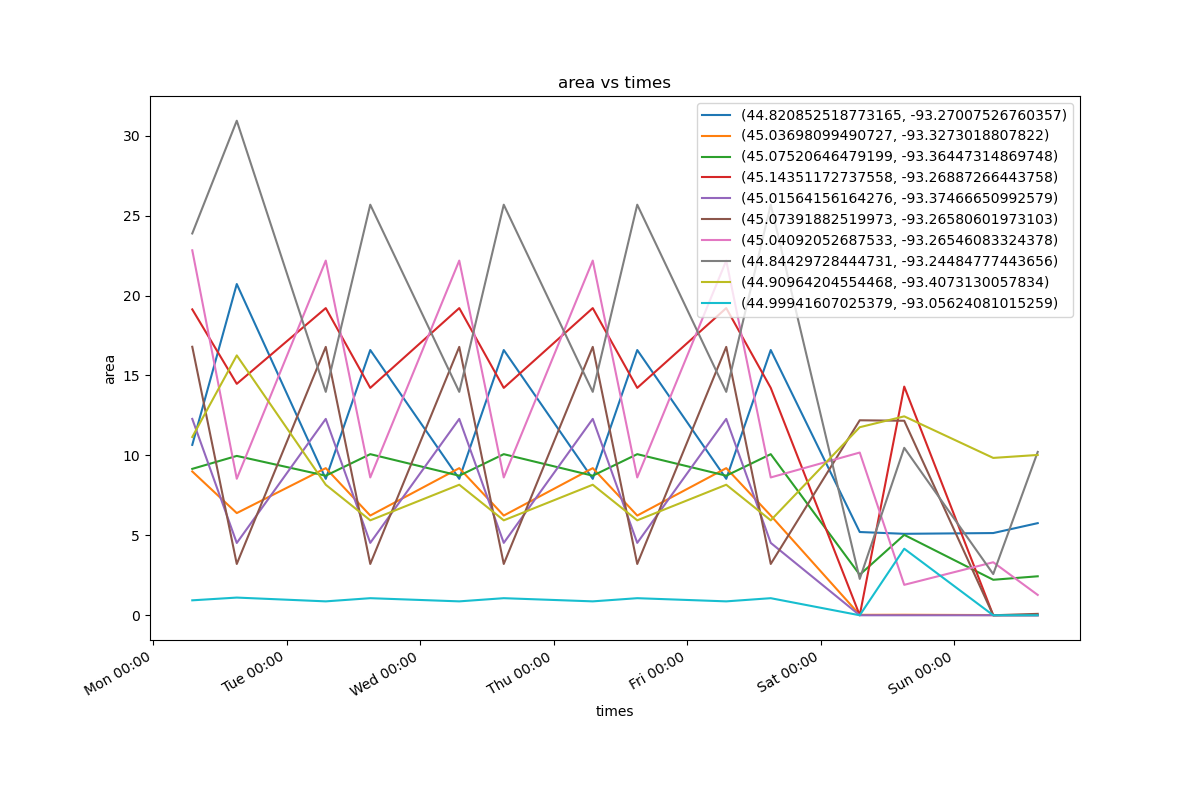 area vs times
(44.820852518773165, -93.27007526760357)
(45.03698099490727, -93.3273018807822)
(45.07520646479199, -93.36447314869748)
(45.14351172737558, -93.26887266443758)
(45.01564156164276, -93.37466650992579)
(45.07391882519973, -93.26580601973103)
(45.04092052687533, -93.26546083324378)
(44.84429728444731, -93.24484777443656)
(44.90964204554468, -93.4073130057834)
(44.99941607025379, -93.05624081015259)
30
25
20
15
10
5
0
area
Mon 00:00
Tue 00:00
Wed 00:00
Thu 00:00
Fri 00:00
Sat 00:00
Sun 00:00
times